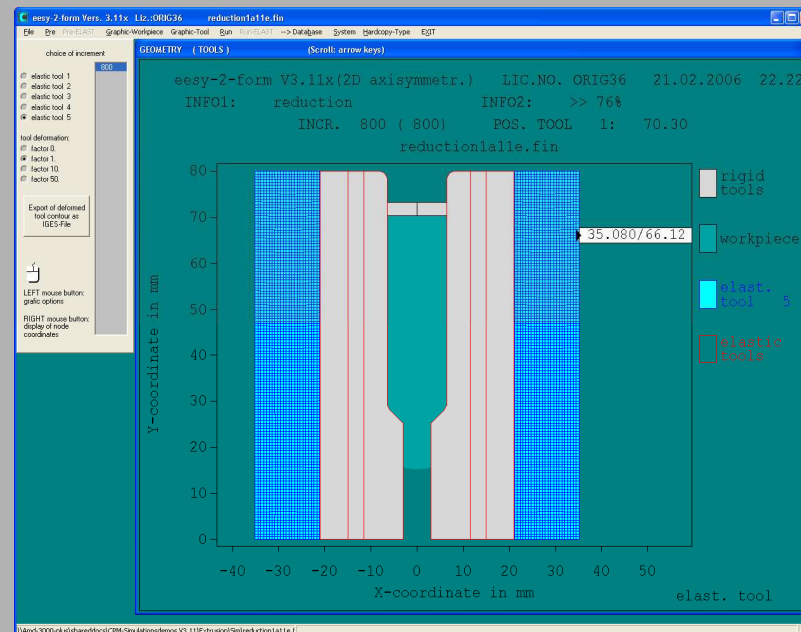 eesy-2-form Vers. 3.11x Liz.:ORIG36 reduction1a11e.fin
File Pre Pre-ELAST Graphic-Workpiece Graphic-Tool Run Run-ELAST --> Database System Hardcopy-Type EXIT
choice of increment
800
elastic tool 1
elastic tool 2
elastic tool 3
elastic tool 4
elastic tool 5
tool deformation:
factor 0.
factor 1.
factor 10.
factor 50.
Export of deformed
tool contour as
IGES-File
LEFT mouse button:
grafic options
RIGHT mouse button:
display of node
coordinates
GEOMETRY ( TOOLS ) (Scroll: arrow keys)
eesy-2-form V3.11x(2D axisymmetr.) LIC.NO. ORIG36 21.02.2006 22.22
INFO1: reduction INFO2: >> 76%
INCR. 800 ( 800) POS. TOOL 1: 70.30
reduction1a11e.fin
80
70
60
50
40
30
20
10
0
Y-coordinate in mm
-40 -30 -20 -10 0 10 20 30 40 50
X-coordinate in mm
35.080/66.12
rigid
tools
workpiece
elast.
tool 5
elastic
tools
elast. tool